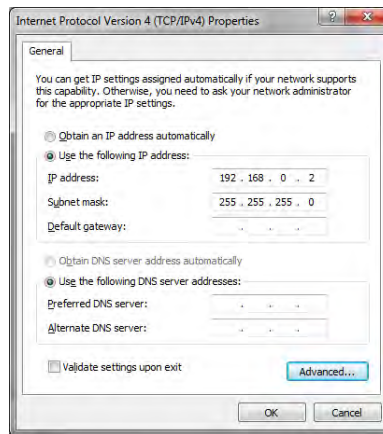 Internet Protocol Version 4 (TCP/IPv4) Properties
General
You can get IP settings assigned automatically if your network supports
this capability. Otherwise, you need to ask your network administrator
for the appropriate IP settings.
Obtain an IP address automatically
Use the following IP address:
IP address: 192 . 168 . 0 . 2
Subnet mask: 255 . 255 . 255 . 0
Default gateway: . . .
Obtain DNS server address automatically
Use the following DNS server addresses:
Preferred DNS server: . . .
Alternate DNS server: . . .
Validate settings upon exit
Advanced...
OK Cancel